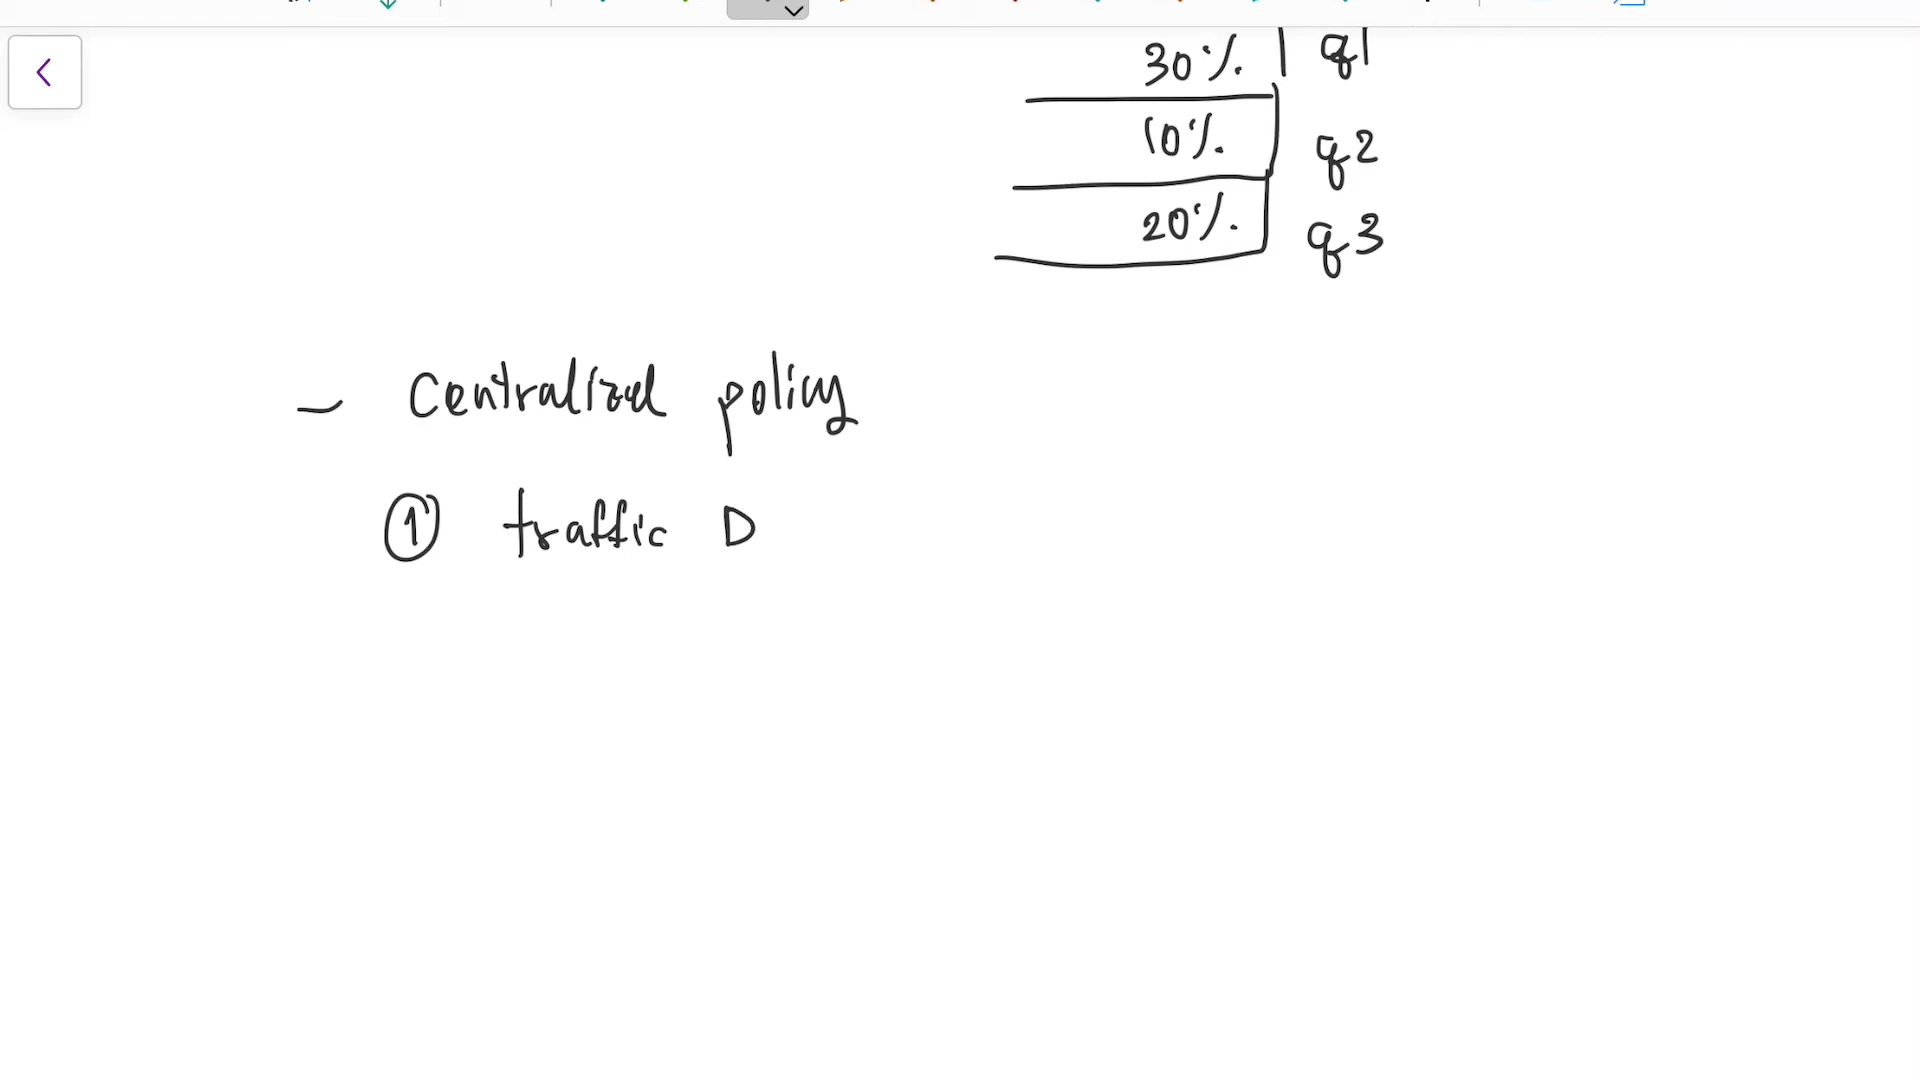 30% q1
10% q2
20% q3
- Centralized policy
① traffic D